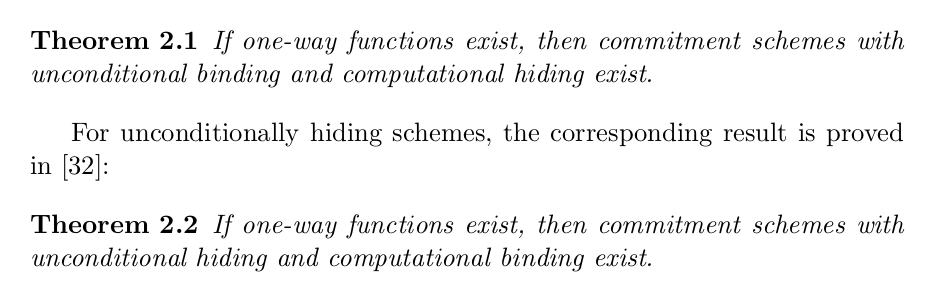 Theorem 2.1 If one-way functions exist, then commitment schemes with
unconditional binding and computational hiding exist.
For unconditionally hiding schemes, the corresponding result is proved
in [32]:
Theorem 2.2 If one-way functions exist, then commitment schemes with
unconditional hiding and computational binding exist.